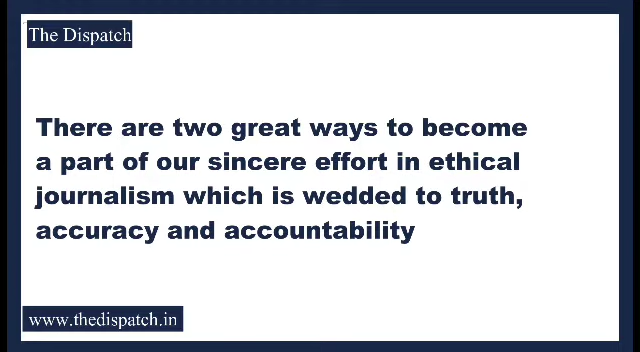 The Dispatch
There are two great ways to become
a part of our sincere effort in ethical
journalism which is wedded to truth,
accuracy and accountability
www.thedispatch.in